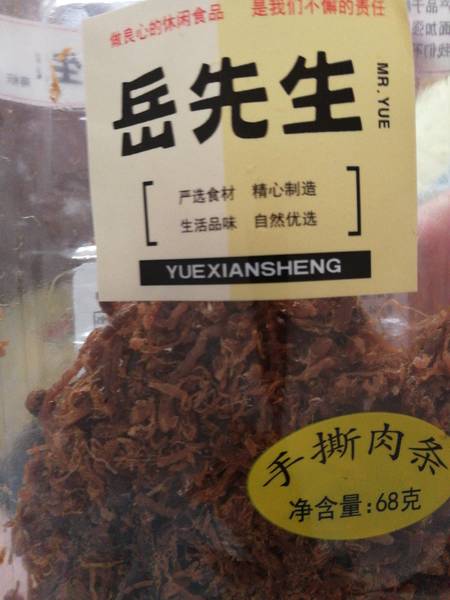 做良心的休闲食品 是我们不懈的责任
岳先生
MR.YUE
严选食材 精心制造
生活品味 自然优选
YUEXIANSHENG
手撕肉条
净含量:68克